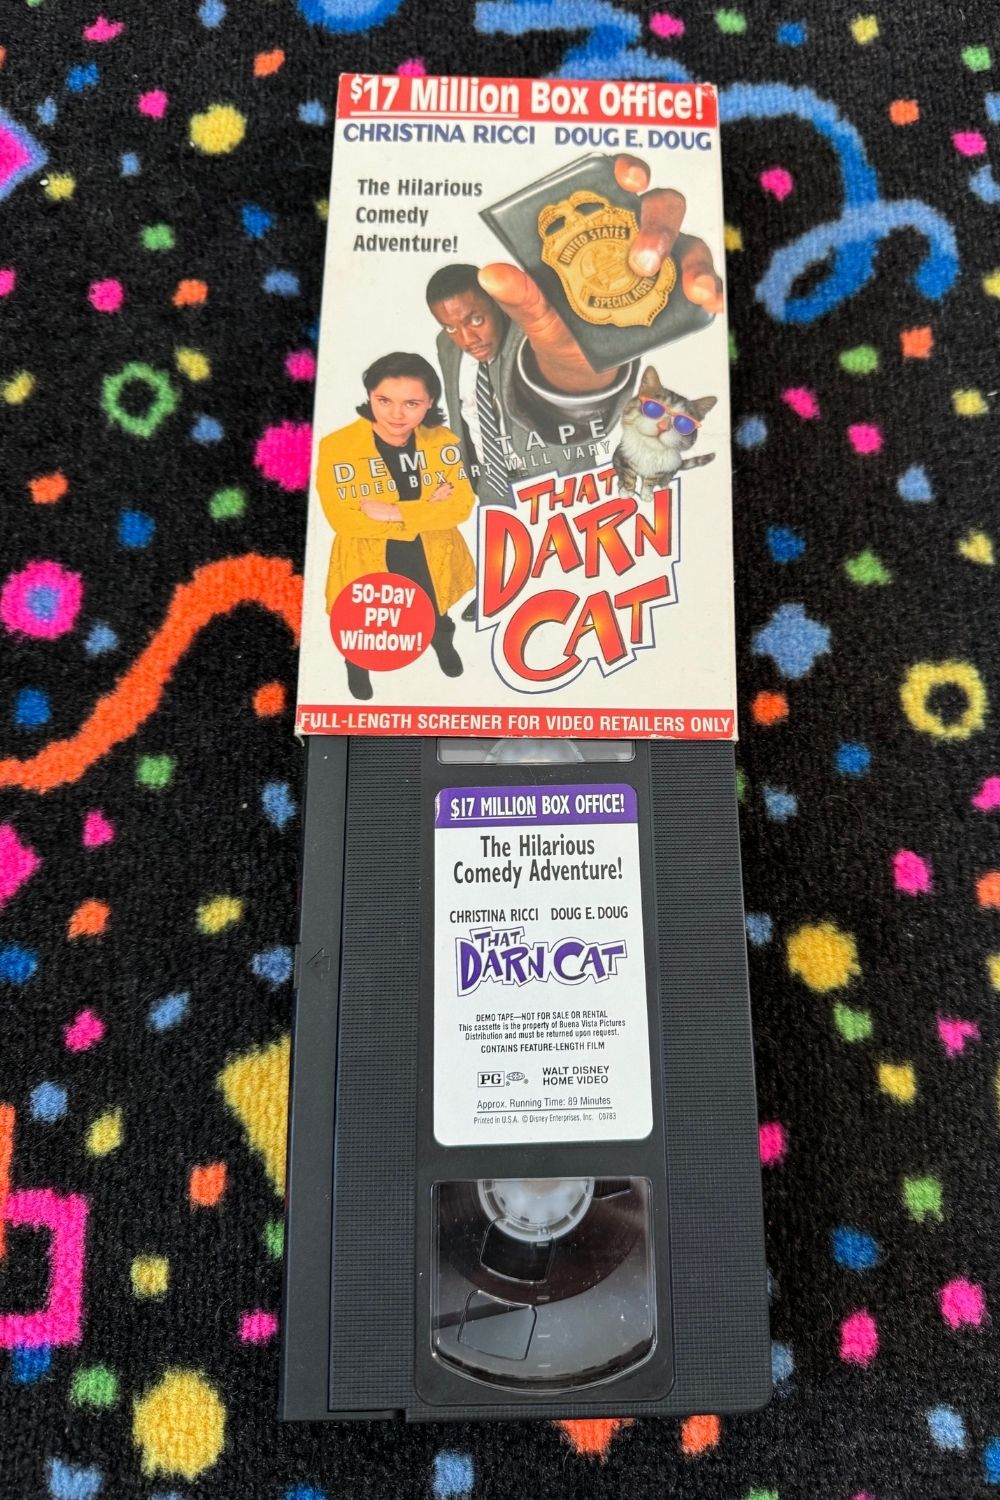 $17 Million Box Office!
CHRISTINA RICCI DOUG E. DOUG
The Hilarious
Comedy
Adventure!
UNITED STATES
SPECIAL AGENT
DEMO TAPE
VIDEO BOX ART WILL VARY
THAT
DARN
CAT
50-Day
PPV
Window!
FULL-LENGTH SCREENER FOR VIDEO RETAILERS ONLY
$17 MILLION BOX OFFICE!
The Hilarious
Comedy Adventure!
CHRISTINA RICCI DOUG E. DOUG
THAT
DARN CAT
DEMO TAPE—NOT FOR SALE OR RENTAL
This cassette is the property of Buena Vista Pictures
Distribution and must be returned upon request.
CONTAINS FEATURE-LENGTH FILM
PG
WALT DISNEY
HOME VIDEO
Approx. Running Time: 89 Minutes
Printed in U.S.A. © Disney Enterprises, Inc. C0783